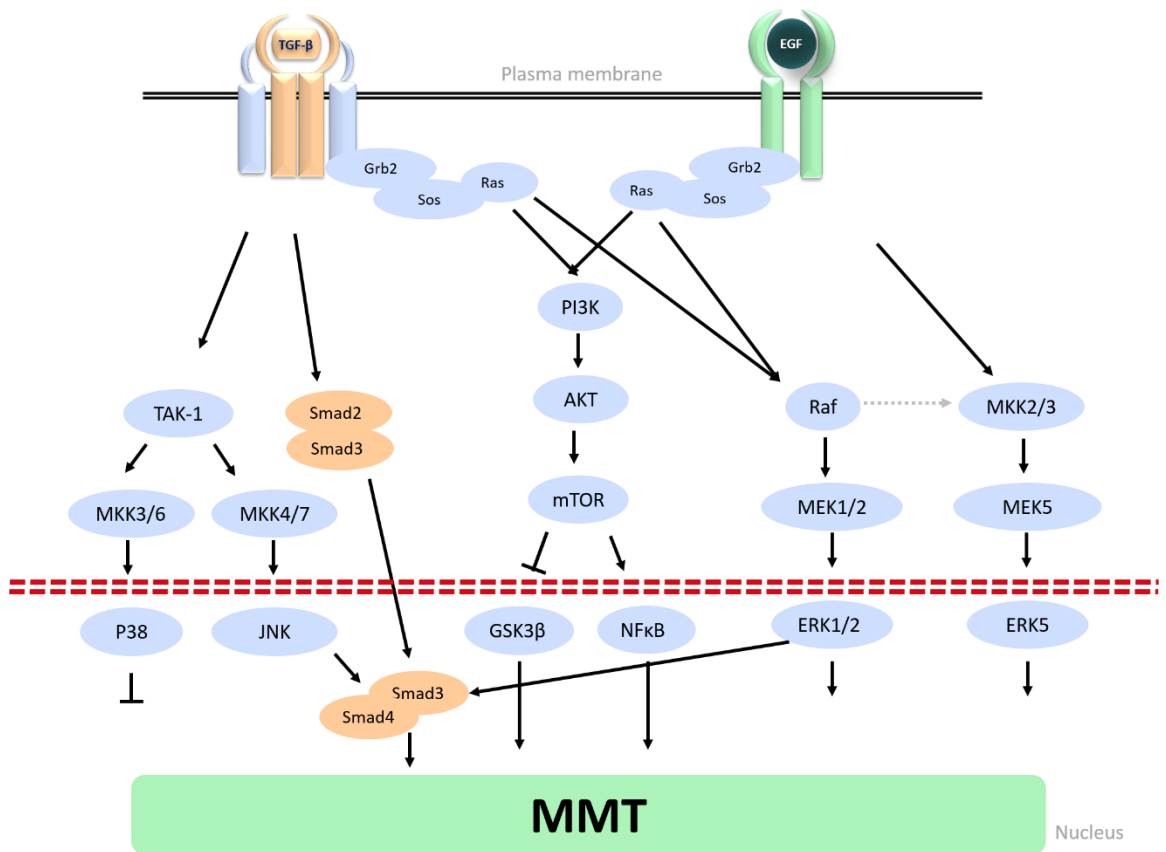 TGF-β
EGF
Plasma membrane
Grb2
Sos
Ras
Ras
Sos
Grb2
PI3K
AKT
mTOR
TAK-1
Smad2
Smad3
Raf
MKK2/3
MKK3/6
MKK4/7
MEK1/2
MEK5
P38
JNK
GSK3β
NFκB
ERK1/2
ERK5
Smad3
Smad4
MMT
Nucleus